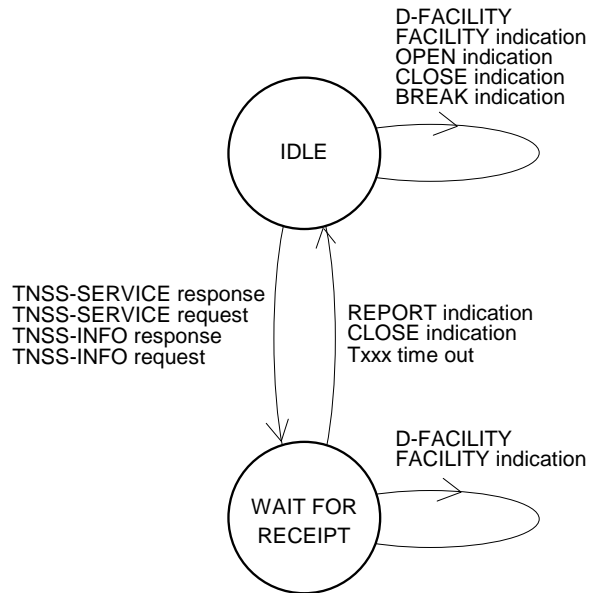 D-FACILITY
FACILITY indication
OPEN indication
CLOSE indication
BREAK indication
IDLE
TNSS-SERVICE response
TNSS-SERVICE request
TNSS-INFO response
TNSS-INFO request
REPORT indication
CLOSE indication
Txxx time out
D-FACILITY
FACILITY indication
WAIT FOR
RECEIPT